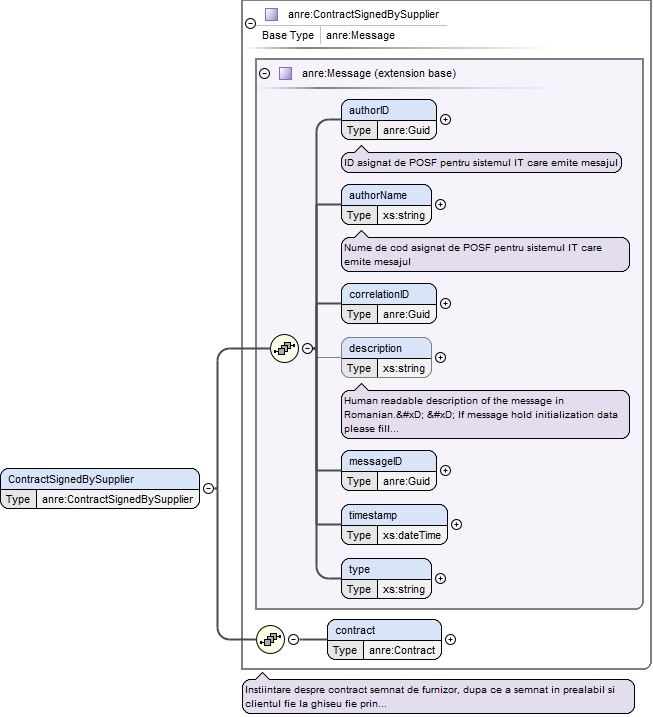 anre:ContractSignedBySupplier
Base Type anre:Message
anre:Message (extension base)
authorID
Type anre:Guid
ID asignat de POSF pentru sistemul IT care emite mesajul
authorName
Type xs:string
Nume de cod asignat de POSF pentru sistemul IT care
emite mesajul
correlationID
Type anre:Guid
description
Type xs:string
Human readable description of the message in
Romanian.&#xD; &#xD; If message hold initialization data
please fill...
messageID
Type anre:Guid
timestamp
Type xs:dateTime
type
Type xs:string
ContractSignedBySupplier
Type anre:ContractSignedBySupplier
contract
Type anre:Contract
Instiintare despre contract semnat de furnizor, dupa ce a semnat in prealabil si
clientul fie la ghiseu fie prin...